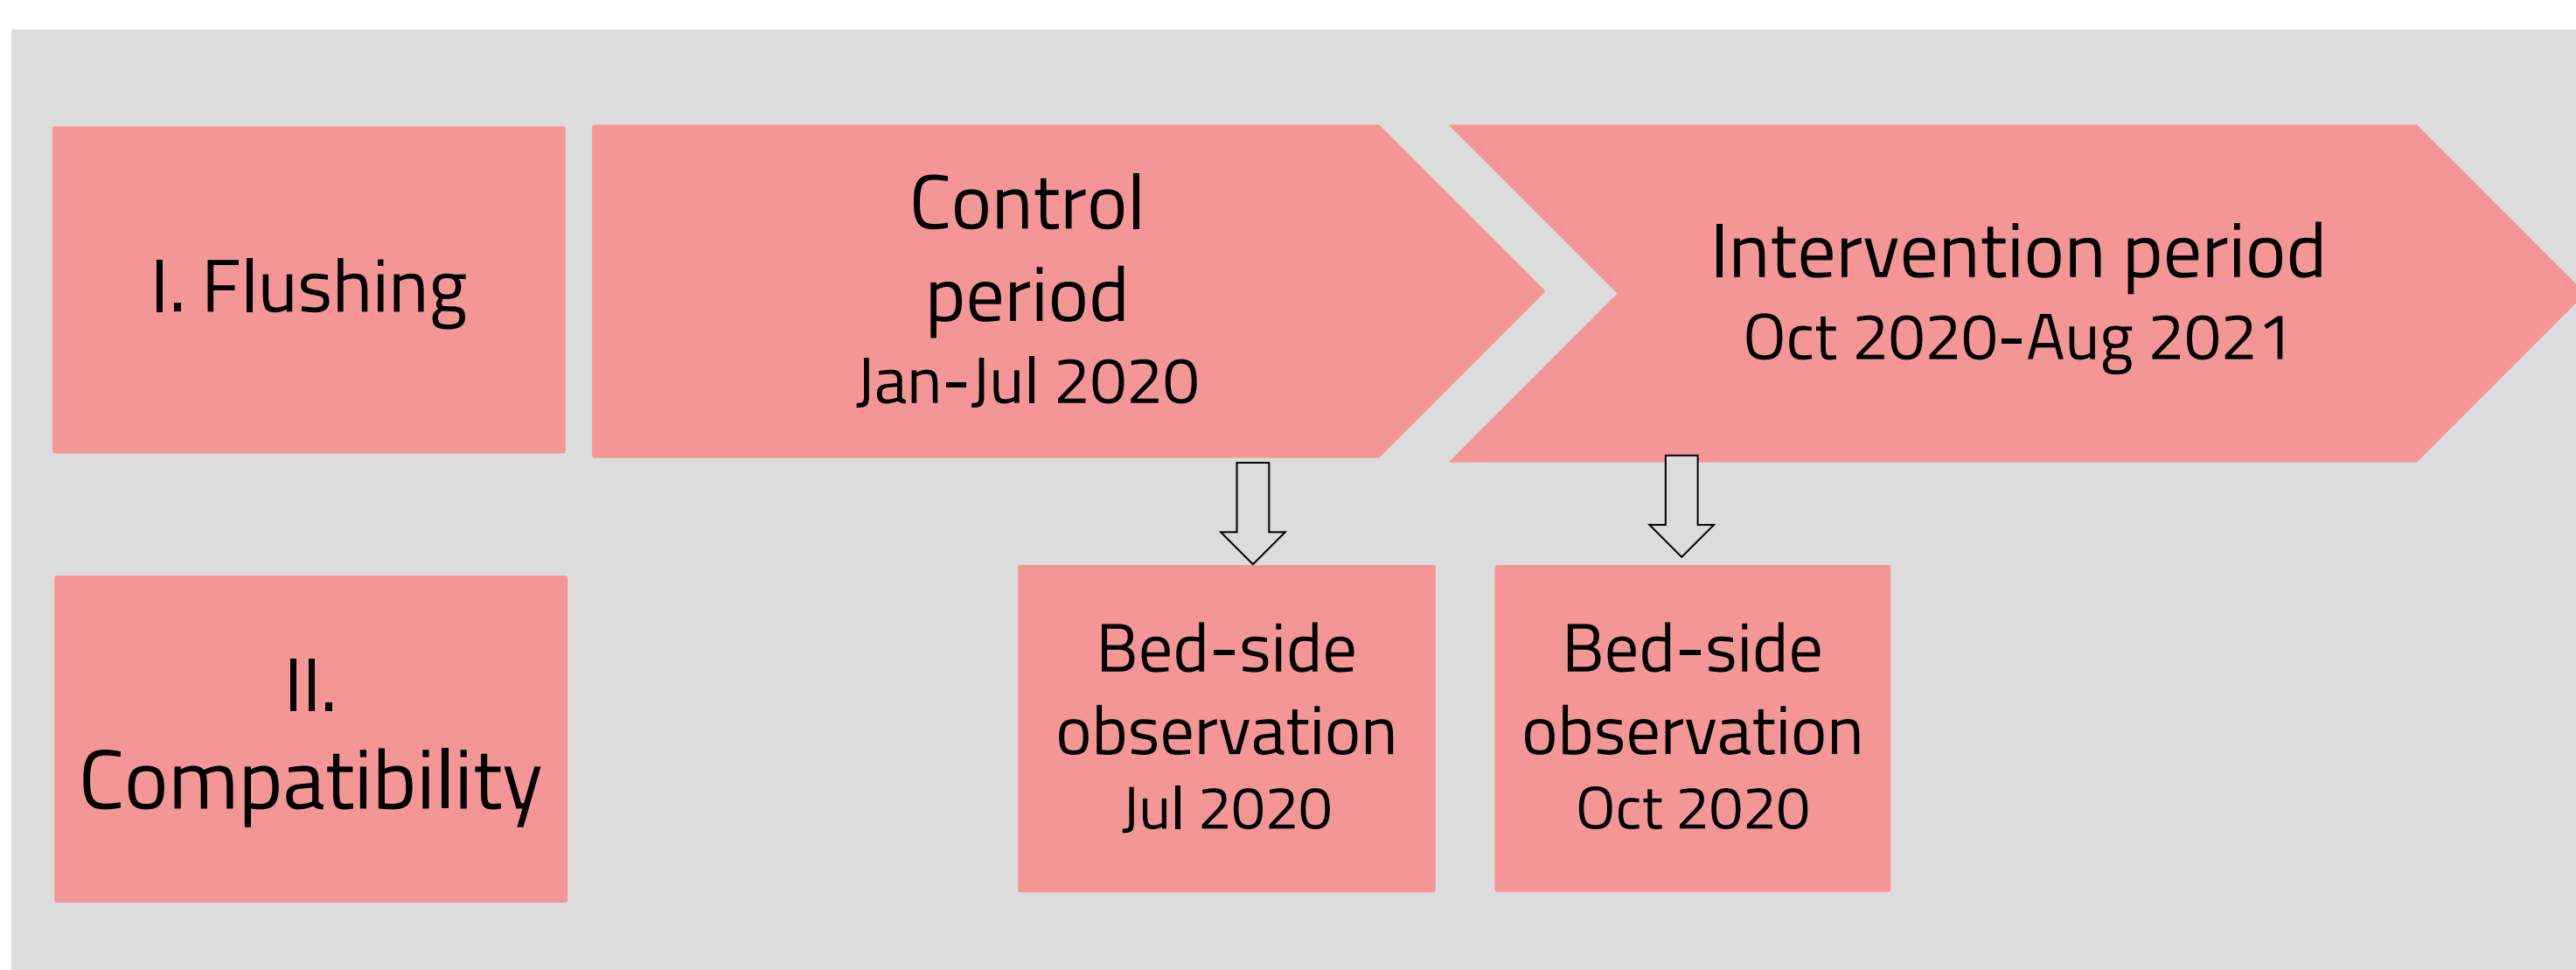 I. Flushing
Control
period
Jan-Jul 2020
Intervention period
Oct 2020-Aug 2021
II.
Compatibility
Bed-side
observation
Jul 2020
Bed-side
observation
Oct 2020